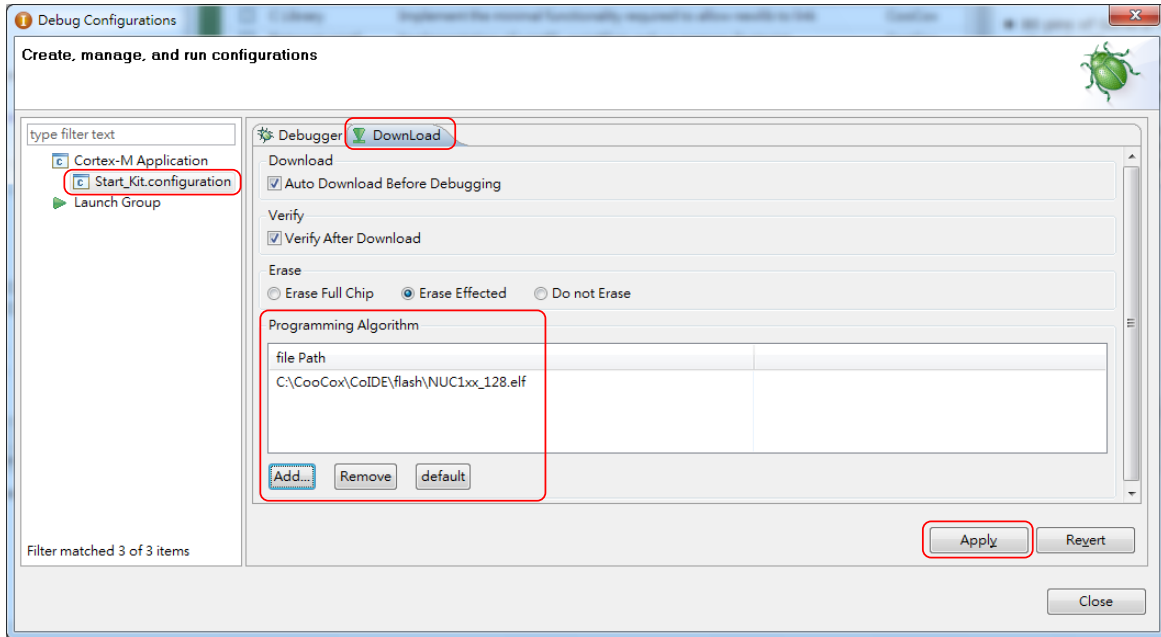 Debug Configurations
Create, manage, and run configurations
type filter text
Cortex-M Application
Start_Kit.configuration
Launch Group
Filter matched 3 of 3 items
Debugger DownLoad
Download
Auto Download Before Debugging
Verify
Verify After Download
Erase
Erase Full Chip Erase Effected Do not Erase
Programming Algorithm
file Path
C:\CooCox\CoIDE\flash\NUC1xx_128.elf
Add... Remove default
Apply Revert
Close